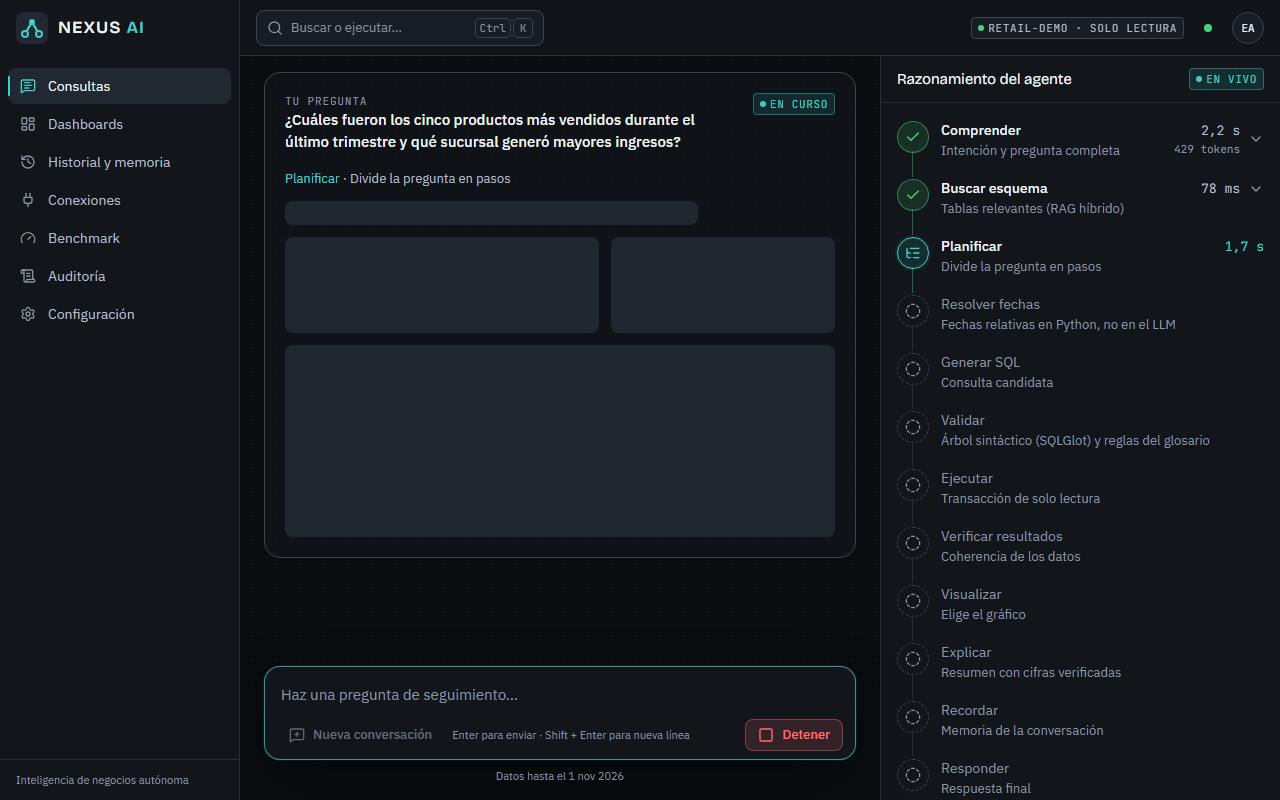 NEXUS AI
Buscar o ejecutar...
Ctrl K
RETAIL-DEMO · SOLO LECTURA
EA
Consultas
Dashboards
Historial y memoria
Conexiones
Benchmark
Auditoría
Configuración
Inteligencia de negocios autónoma
TU PREGUNTA
EN CURSO
¿Cuáles fueron los cinco productos más vendidos durante el
último trimestre y qué sucursal generó mayores ingresos?
Planificar · Divide la pregunta en pasos
Haz una pregunta de seguimiento...
Nueva conversación
Enter para enviar · Shift + Enter para nueva línea
Detener
Datos hasta el 1 nov 2026
Razonamiento del agente
EN VIVO
Comprender
2,2 s
Intención y pregunta completa
429 tokens
Buscar esquema
78 ms
Tablas relevantes (RAG híbrido)
Planificar
1,7 s
Divide la pregunta en pasos
Resolver fechas
Fechas relativas en Python, no en el LLM
Generar SQL
Consulta candidata
Validar
Árbol sintáctico (SQLGlot) y reglas del glosario
Ejecutar
Transacción de solo lectura
Verificar resultados
Coherencia de los datos
Visualizar
Elige el gráfico
Explicar
Resumen con cifras verificadas
Recordar
Memoria de la conversación
Responder
Respuesta final